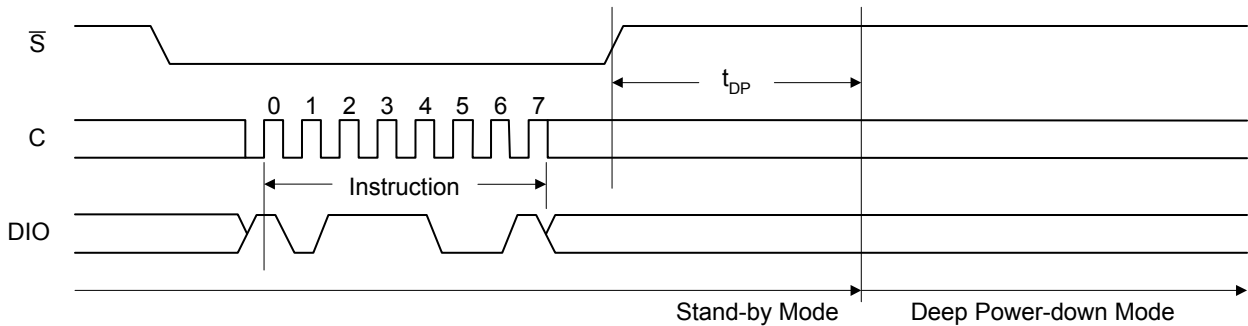 S̅
t_DP
0 1 2 3 4 5 6 7
C
Instruction
DIO
Stand-by Mode Deep Power-down Mode